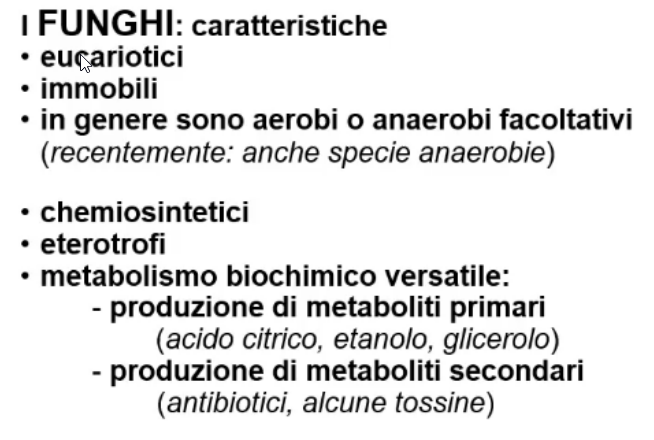 I FUNGHI: caratteristiche
• eucariotici
• immobili
• in genere sono aerobi o anaerobi facoltativi
(recentemente: anche specie anaerobie)
• chemiosintetici
• eterotrofi
• metabolismo biochimico versatile:
- produzione di metaboliti primari
(acido citrico, etanolo, glicerolo)
- produzione di metaboliti secondari
(antibiotici, alcune tossine)